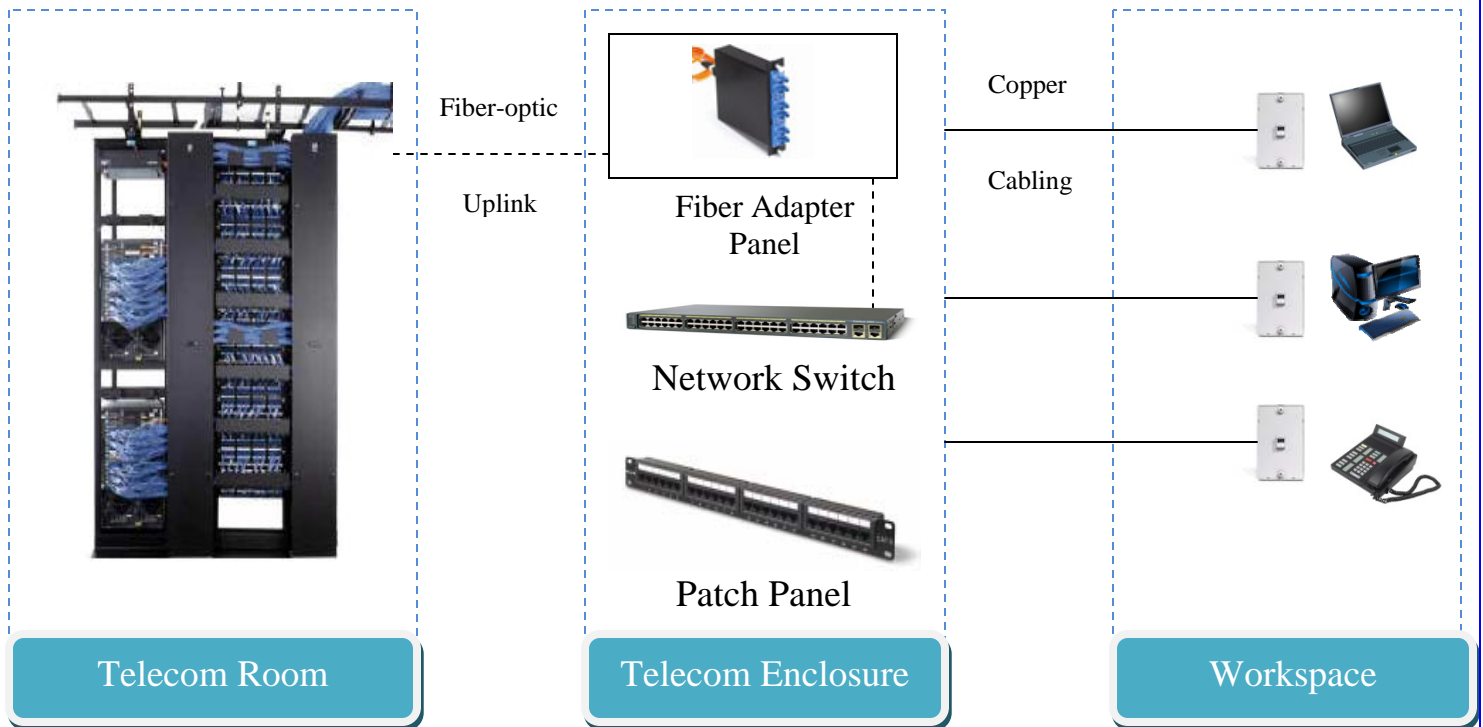 Fiber-optic
Uplink
Fiber Adapter
Panel
Network Switch
Patch Panel
Copper
Cabling
Telecom Room
Telecom Enclosure
Workspace